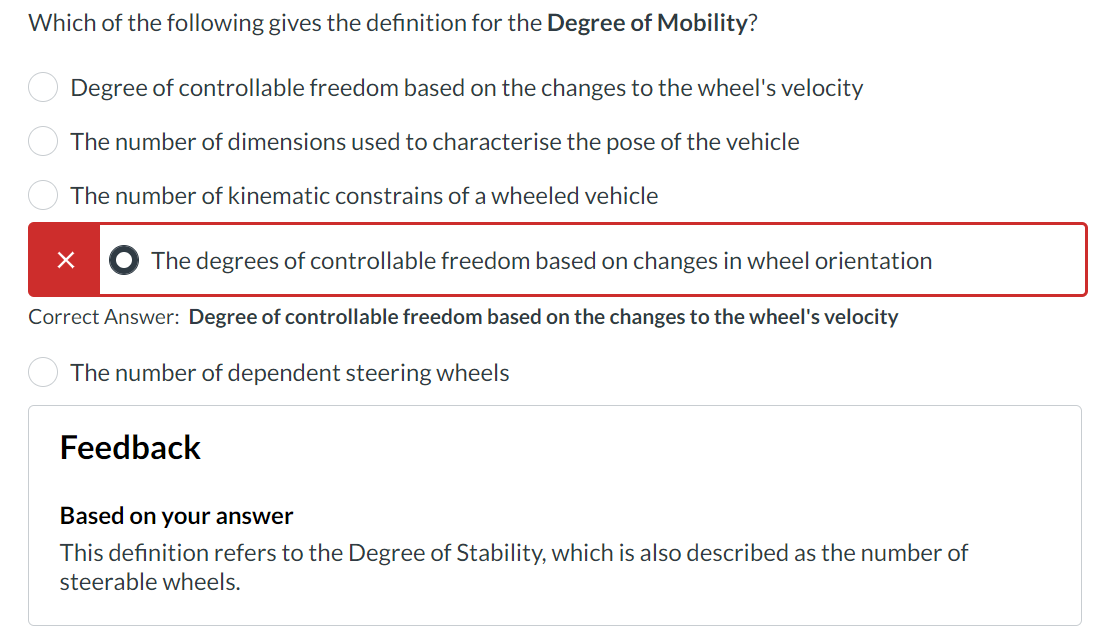 Which of the following gives the definition for the Degree of Mobility?
Degree of controllable freedom based on the changes to the wheel's velocity
The number of dimensions used to characterise the pose of the vehicle
The number of kinematic constrains of a wheeled vehicle
The degrees of controllable freedom based on changes in wheel orientation
Correct Answer: Degree of controllable freedom based on the changes to the wheel's velocity
The number of dependent steering wheels
Feedback
Based on your answer
This definition refers to the Degree of Stability, which is also described as the number of
steerable wheels.